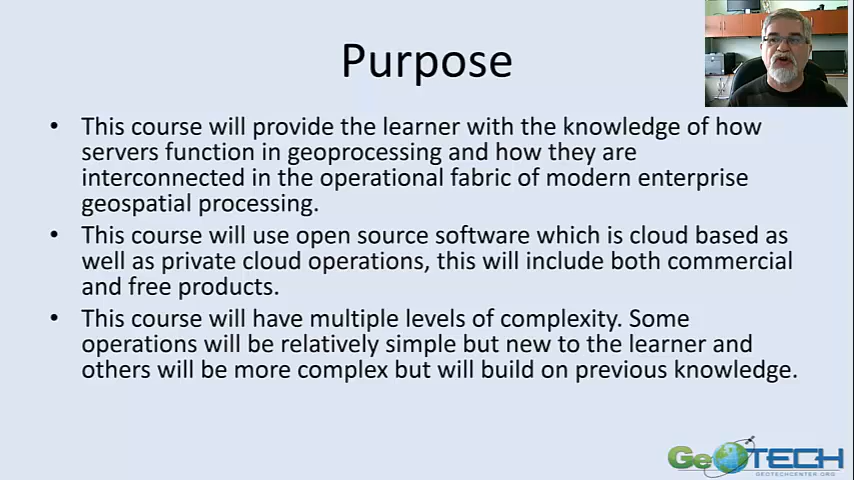 Purpose
• This course will provide the learner with the knowledge of how
servers function in geoprocessing and how they are
interconnected in the operational fabric of modern enterprise
geospatial processing.
• This course will use open source software which is cloud based as
well as private cloud operations, this will include both commercial
and free products.
• This course will have multiple levels of complexity. Some
operations will be relatively simple but new to the learner and
others will be more complex but will build on previous knowledge.
GeoTECH
GEOTECHCENTER.ORG